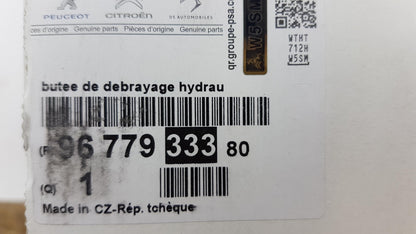 PEUGEOT CITROËN DS AUTOMOBILES
ces d'origine Genuine parts Pièces d'origine Genuine parts
qr.groupe-psa.com
W5SM
WTHT
712H
W5SM
butee de debrayage hydrau
(P) 96 779 333 80
(Q) 1
Made in CZ-Rép. tchèque